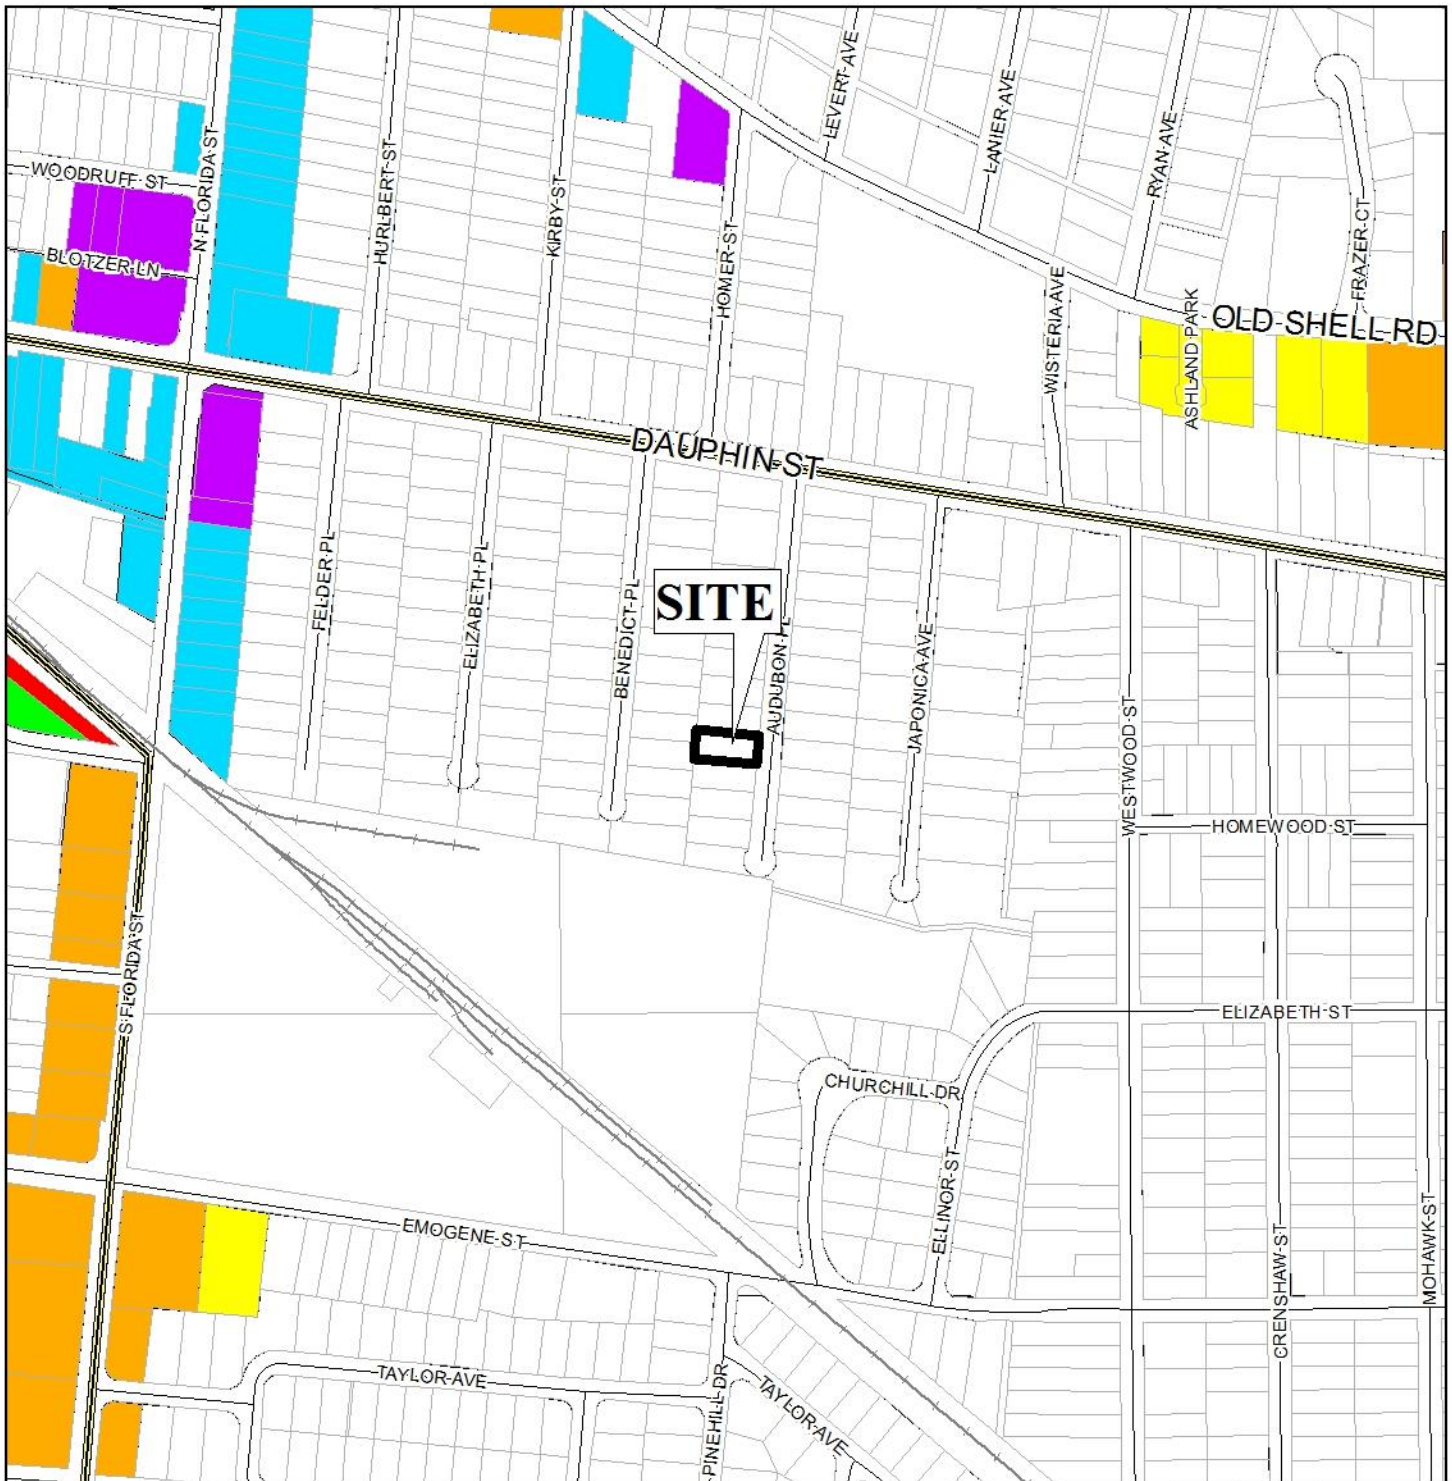 LEVERT AVE
LANIER AVE
RYAN AVE
FRAZER CT
WOODRUFF ST
N FLORIDA ST
HURLBERT ST
KIRBY ST
HOMER ST
BLOTZER LN
WISTERIA AVE
ASHLAND PARK
OLD SHELL RD
DAUPHIN ST
FELDER PL
ELIZABETH PL
BENEDICT PL
SITE
AUDUBON PL
JAPONICA AVE
WESTWOOD ST
HOMEWOOD ST
S FLORIDA ST
ELIZABETH ST
CHURCHILL DR
ELLINOR ST
EMOGENE ST
CRENSHAW ST
MOHAWK ST
TAYLOR AVE
PINEHILL DR
TAYLOR AVE